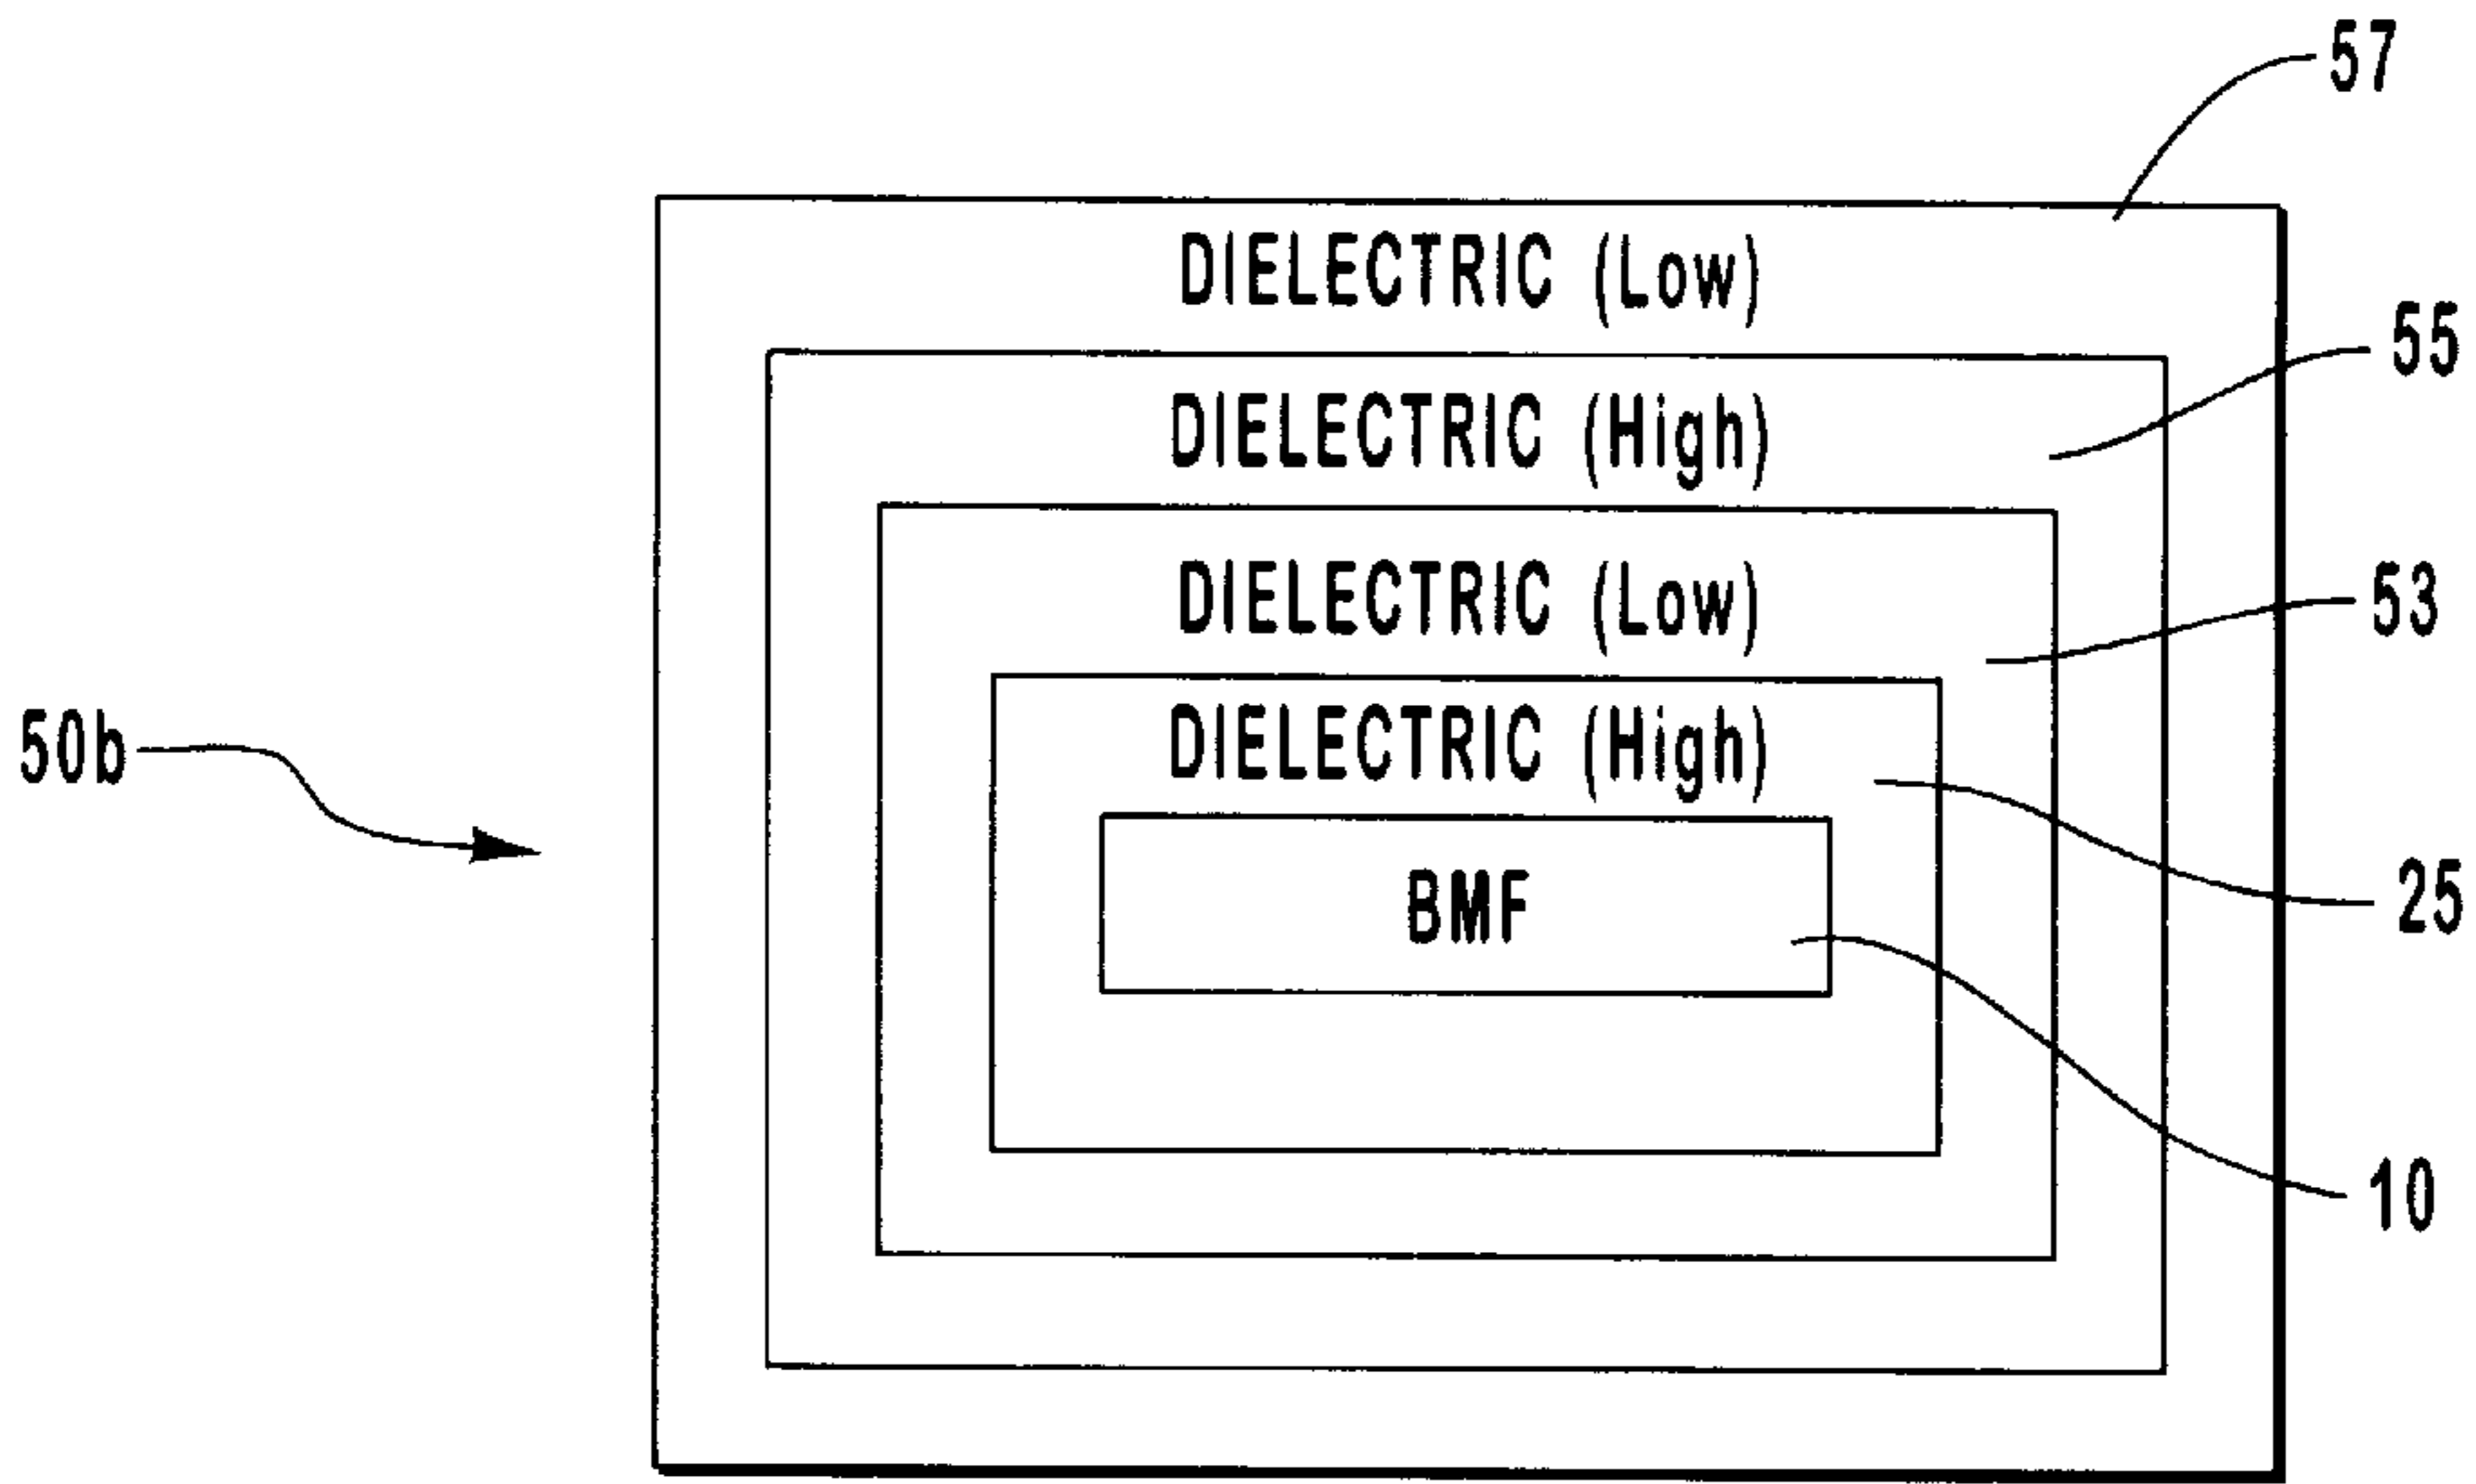 57
DIELECTRIC (Low)
55
DIELECTRIC (High)
53
DIELECTRIC (Low)
50b
DIELECTRIC (High)
25
BMF
10